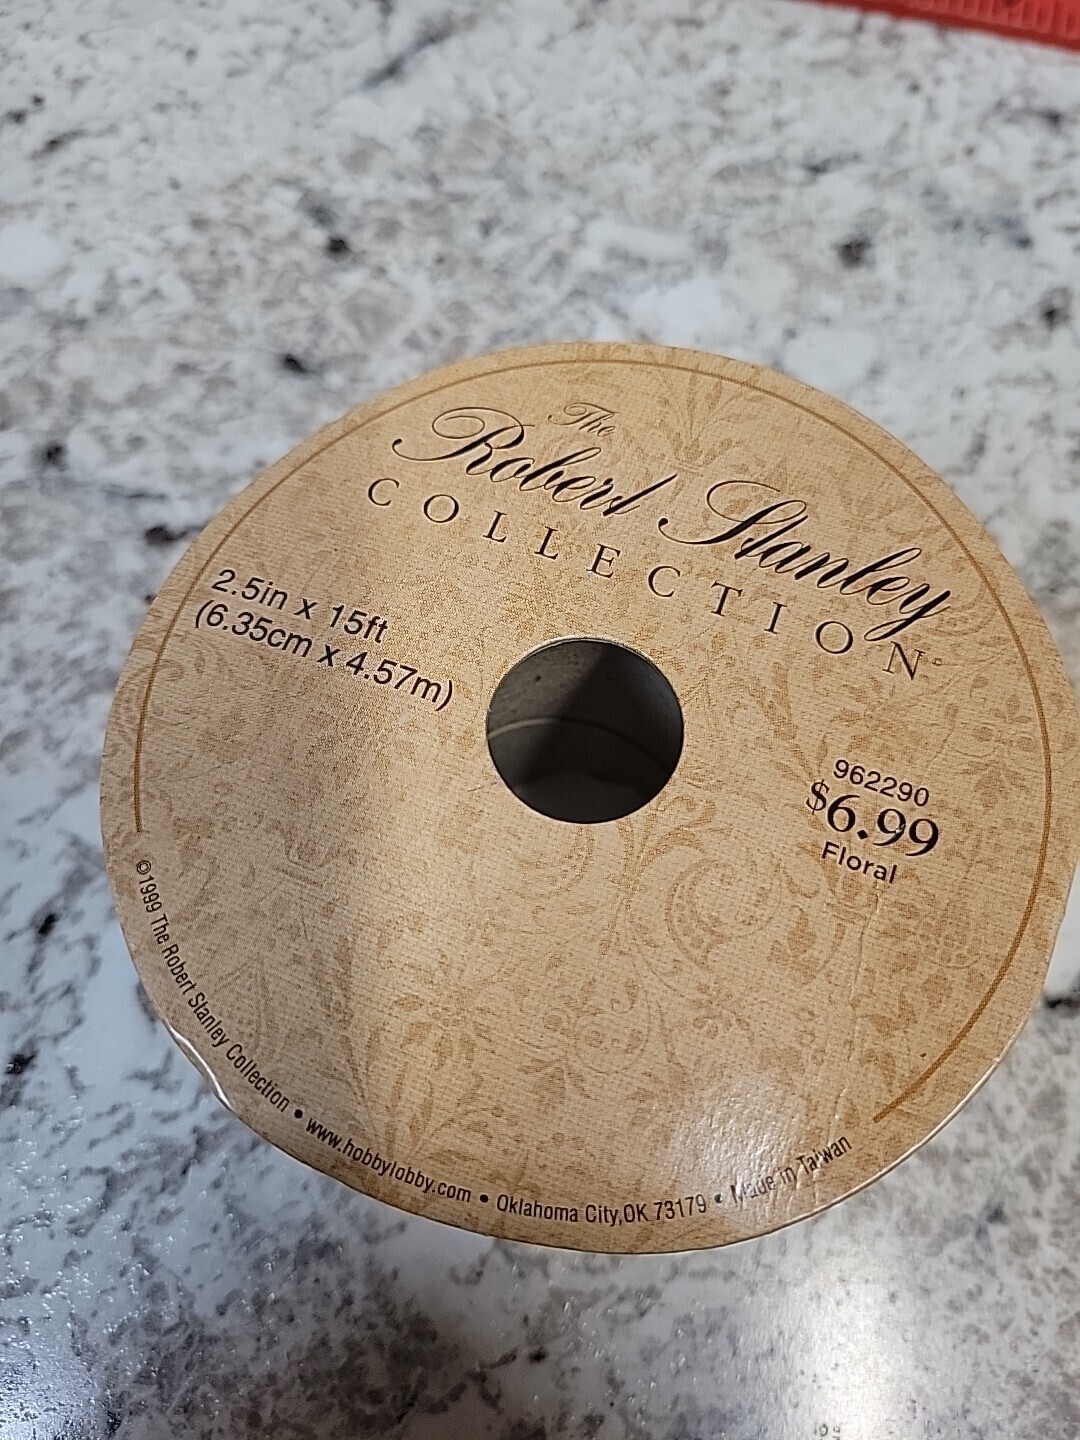 The
Robert Stanley
COLLECTION®
2.5in x 15ft
(6.35cm x 4.57m)
962290
$6.99
Floral
©1999 The Robert Stanley Collection • www.hobbylobby.com • Oklahoma City,OK 73179 • Made in Taiwan